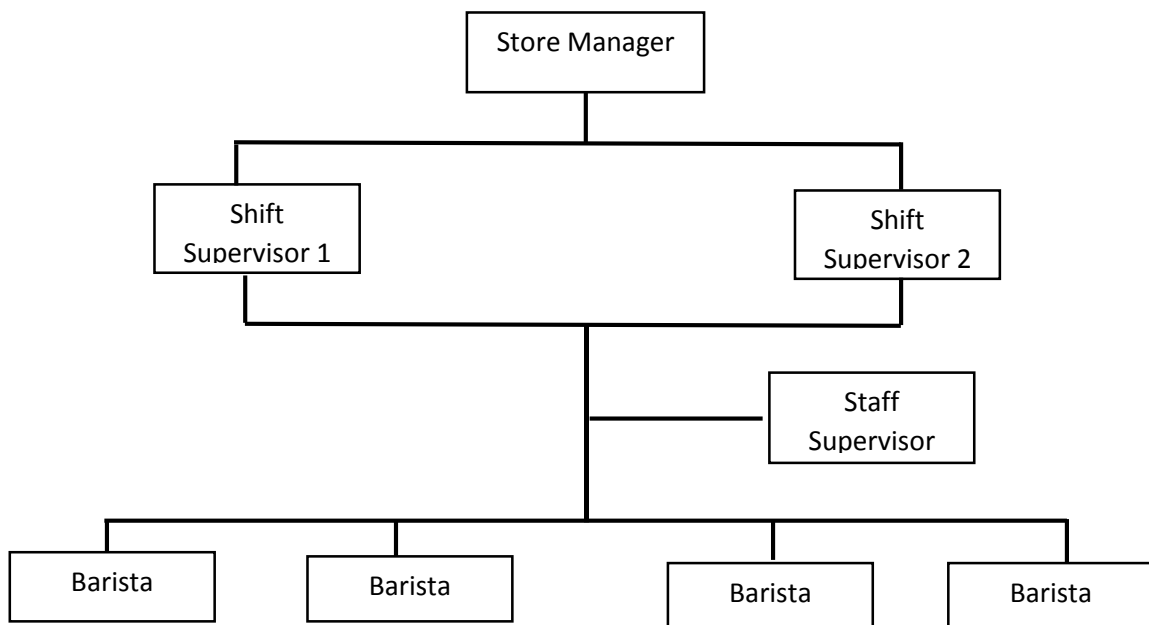 Store Manager
Shift
Supervisor 1
Shift
Supervisor 2
Staff
Supervisor
Barista
Barista
Barista
Barista